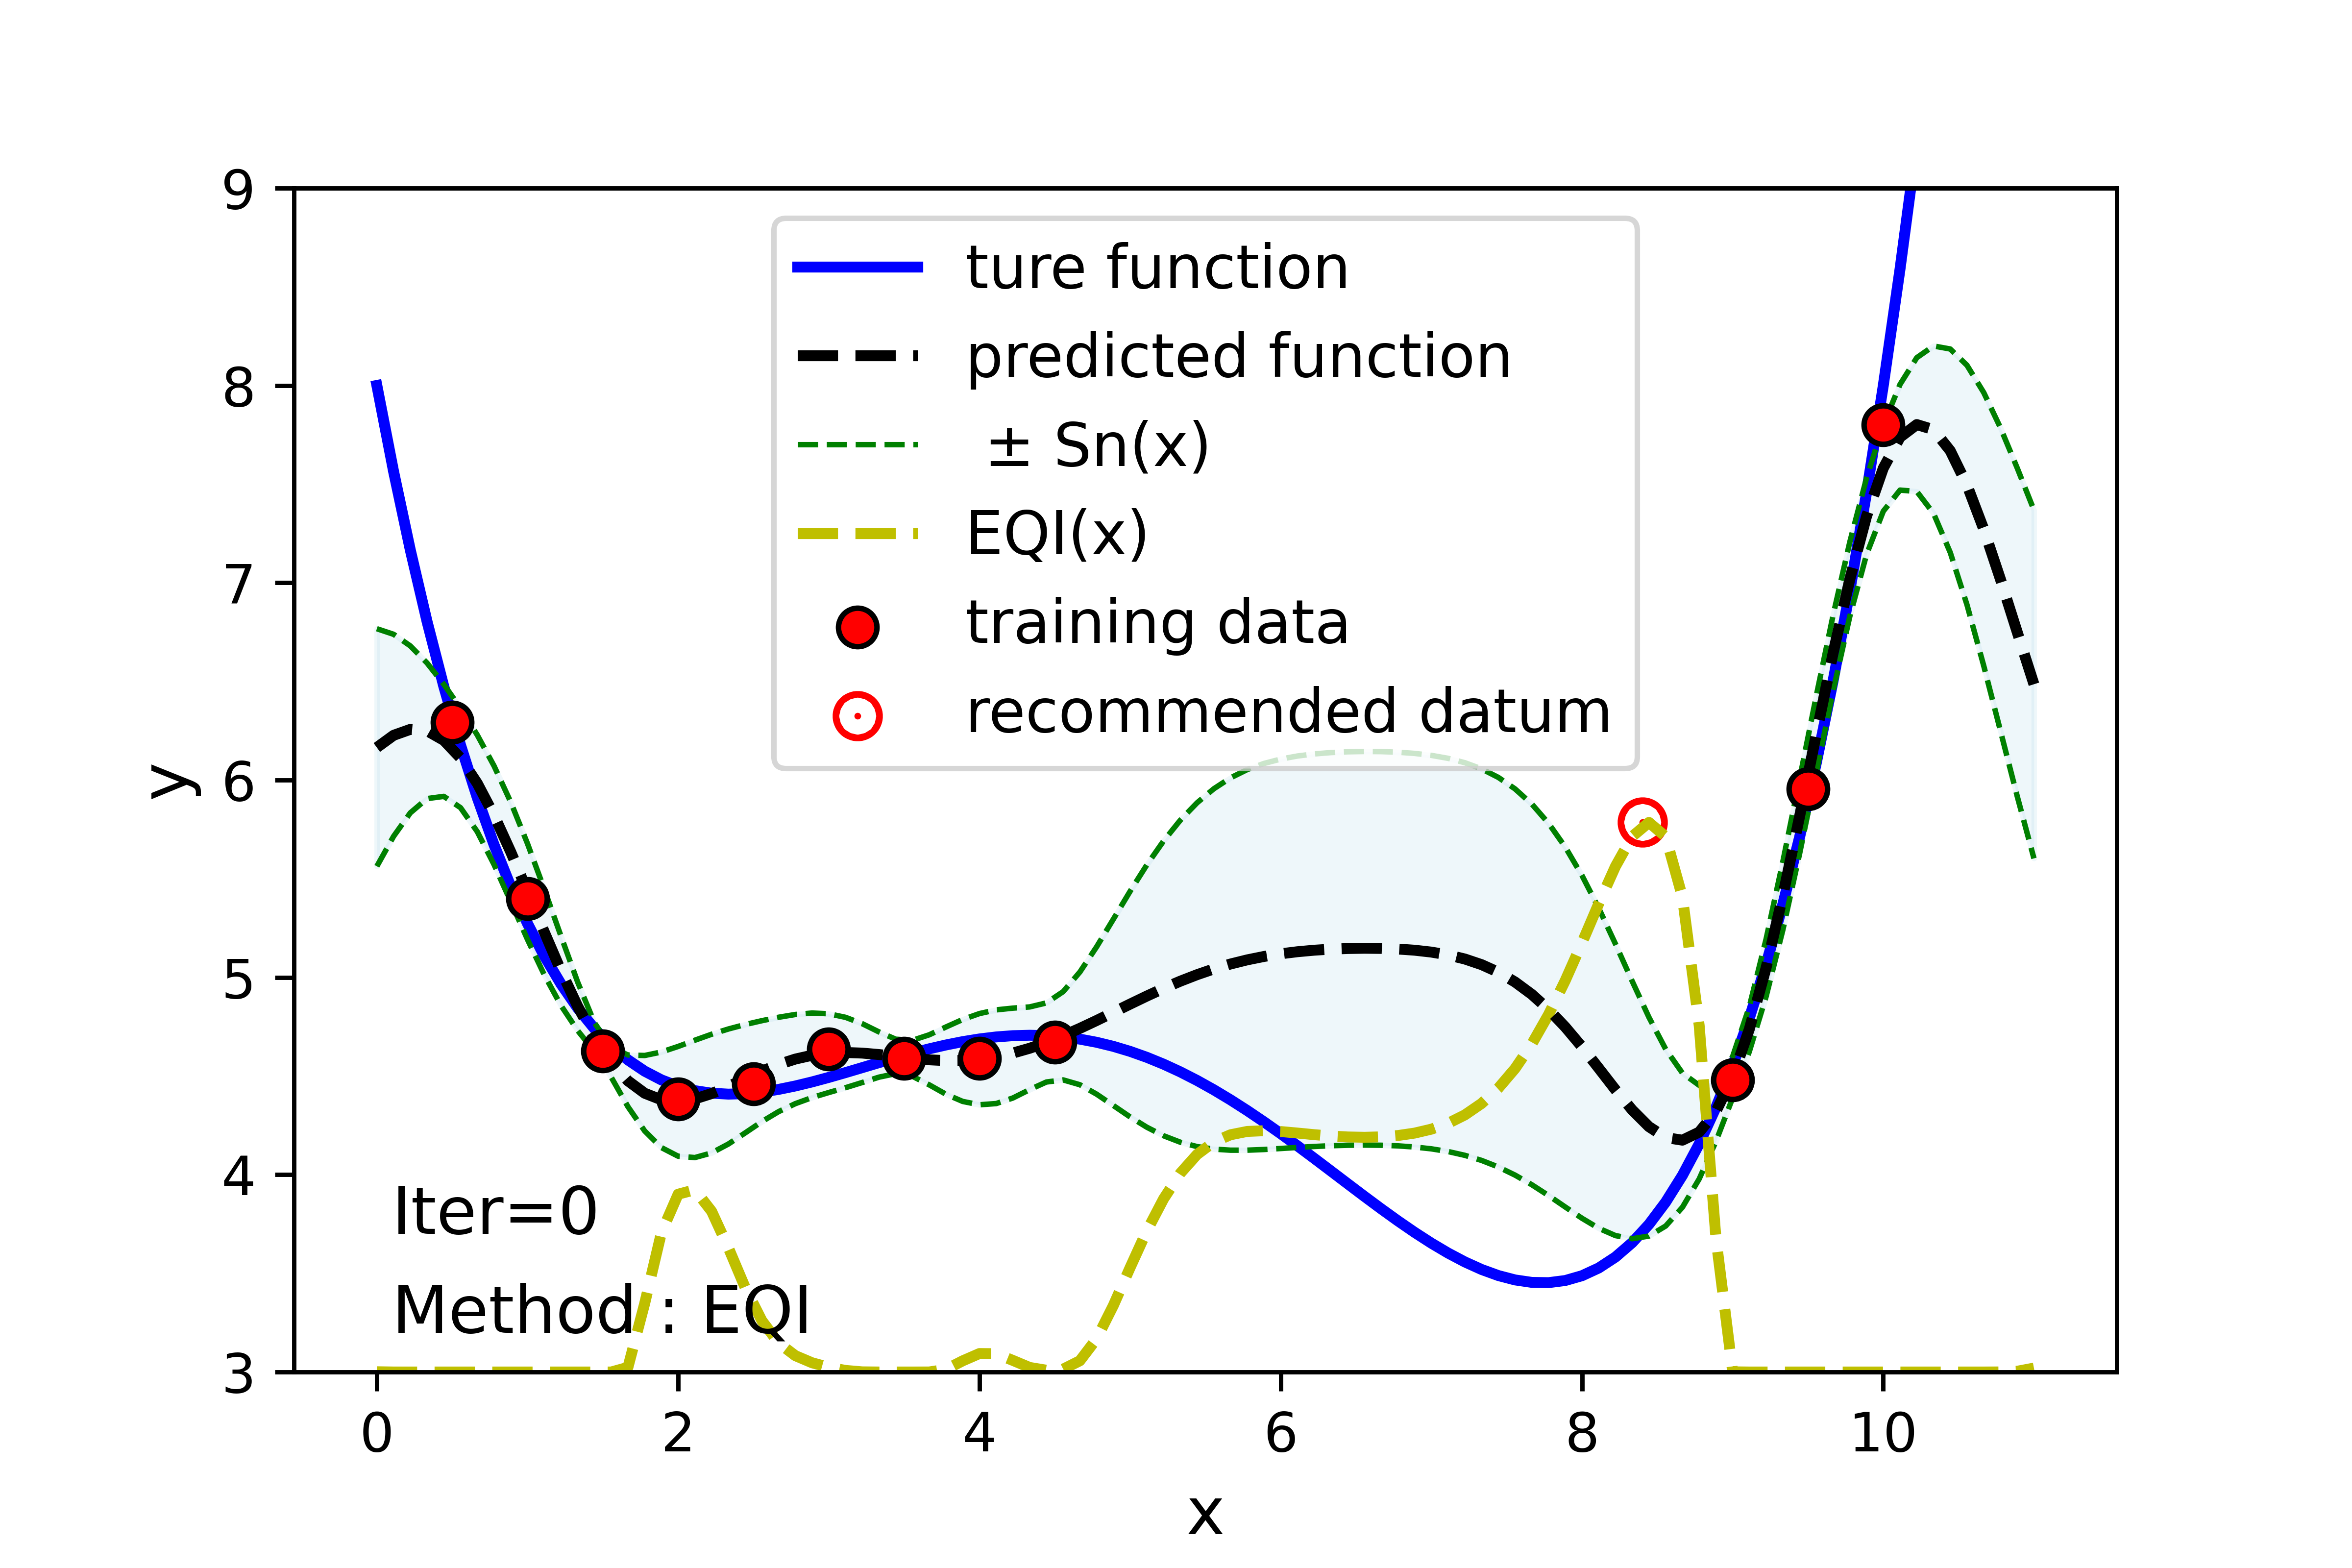 9
8
7
6
5
4
3
y
ture function
predicted function
± Sn(x)
EQI(x)
training data
recommended datum
Iter=0
Method : EQI
0 2 4 6 8 10
x